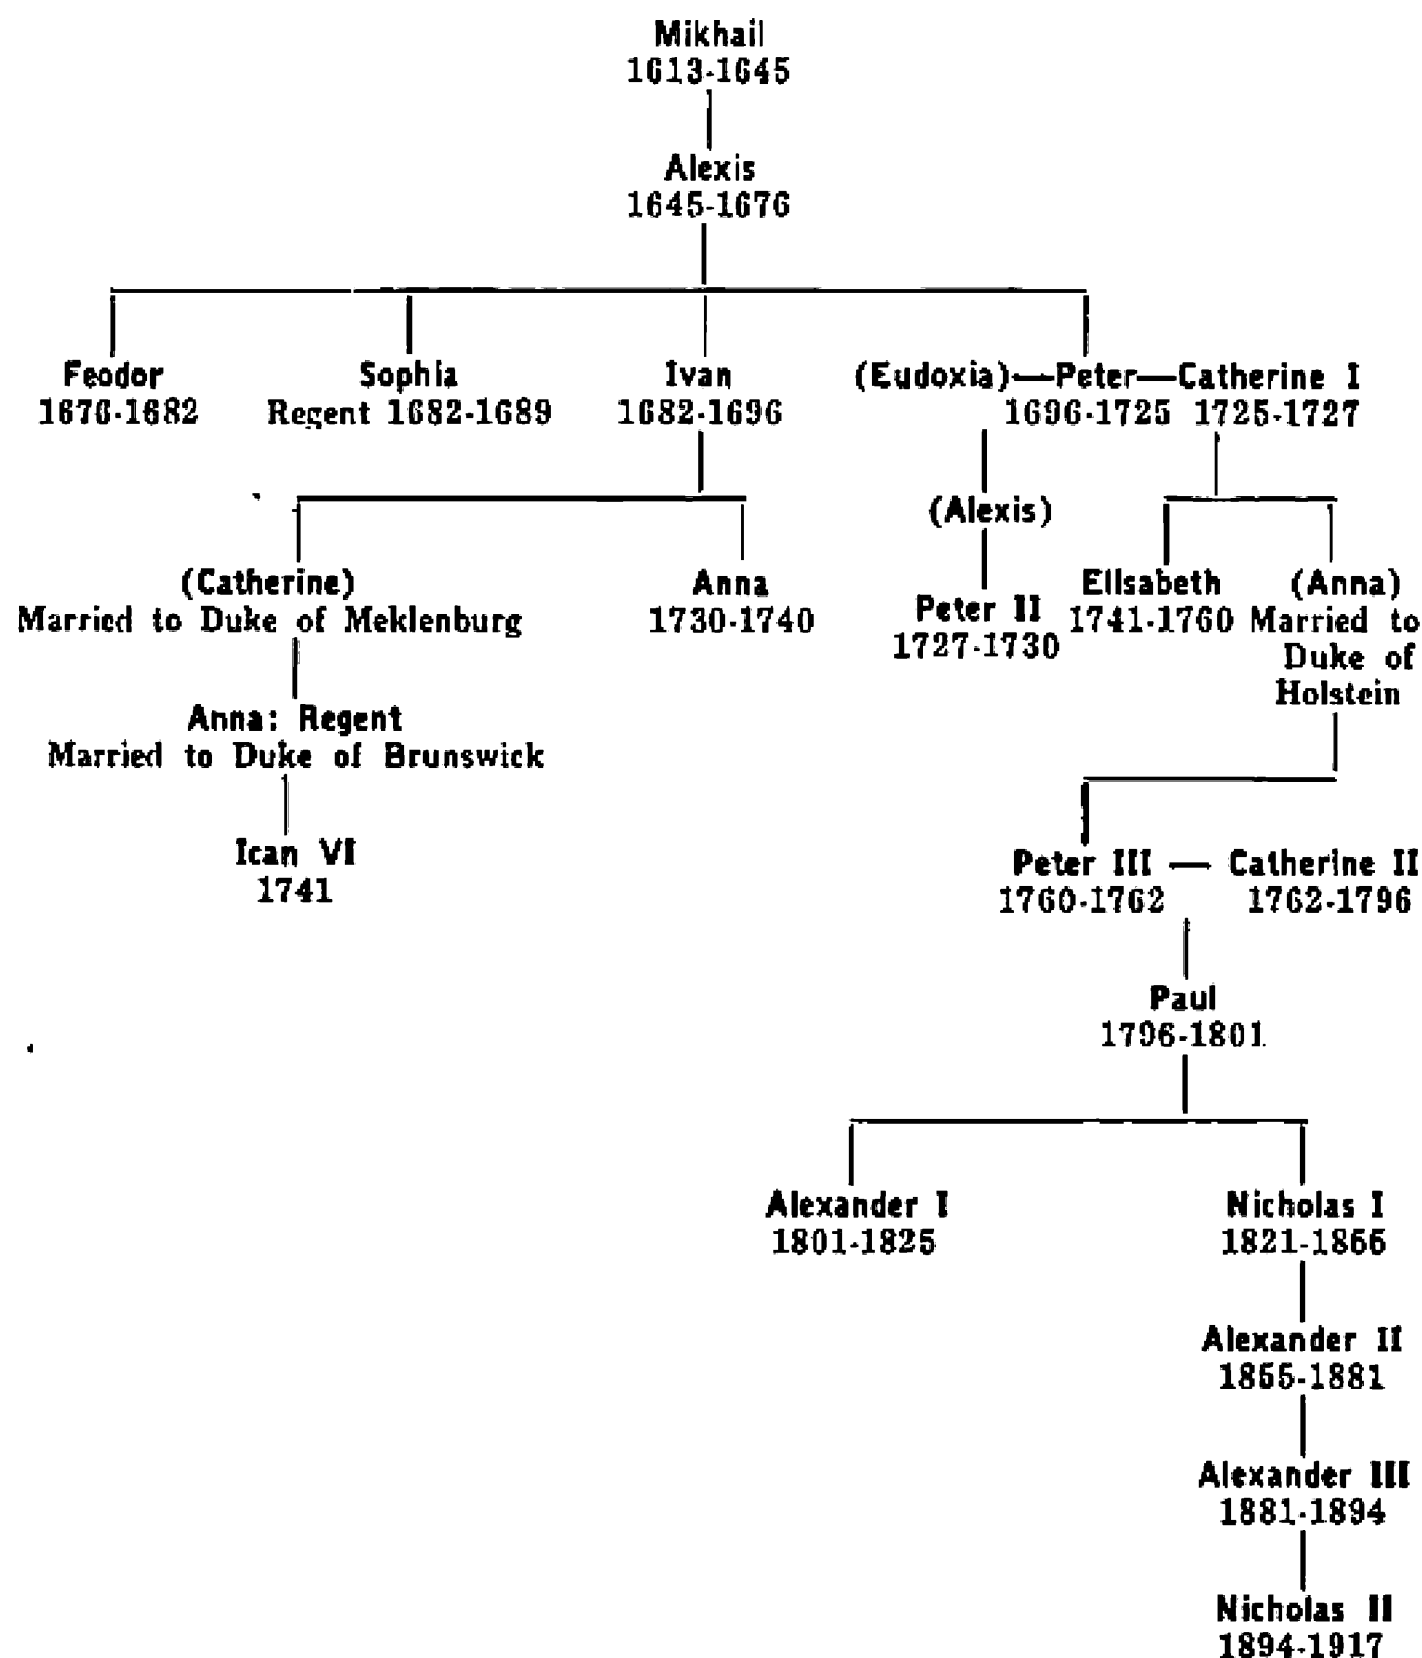 Mikhail
1613-1645
Alexis
1645-1676
Feodor
1676-1682
Sophia
Regent 1682-1689
Ivan
1682-1696
(Eudoxia)—Peter—Catherine I
1696-1725 1725-1727
(Catherine)
Married to Duke of Meklenburg
Anna
1730-1740
(Alexis)
Peter II
1727-1730
Elisabeth
1741-1760
(Anna)
Married to
Duke of
Holstein
Anna: Regent
Married to Duke of Brunswick
Ican VI
1741
Peter III — Catherine II
1760-1762 1762-1796
Paul
1796-1801
Alexander I
1801-1825
Nicholas I
1821-1855
Alexander II
1855-1881
Alexander III
1881-1894
Nicholas II
1894-1917